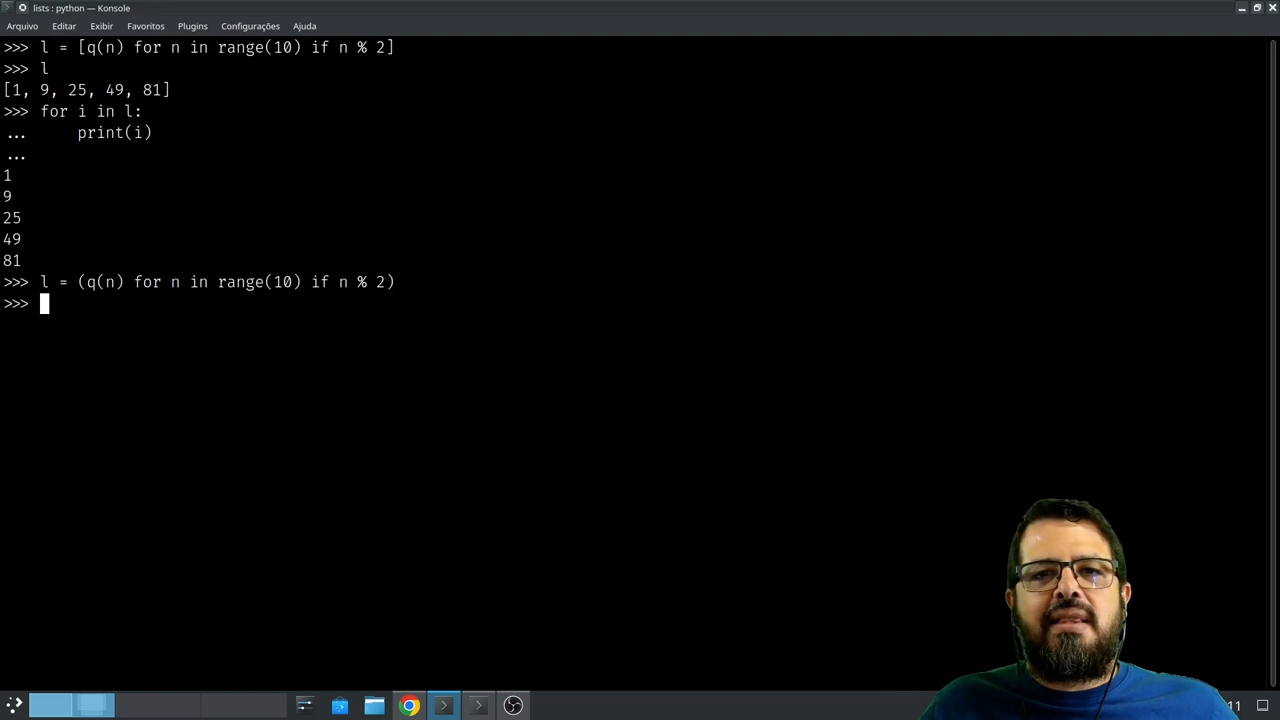 lists : python — Konsole
Arquivo Editar Exibir Favoritos Plugins Configurações Ajuda
>>> l = [q(n) for n in range(10) if n % 2]
>>> l
[1, 9, 25, 49, 81]
>>> for i in l:
...     print(i)
...
1
9
25
49
81
>>> l = (q(n) for n in range(10) if n % 2)
>>>
11